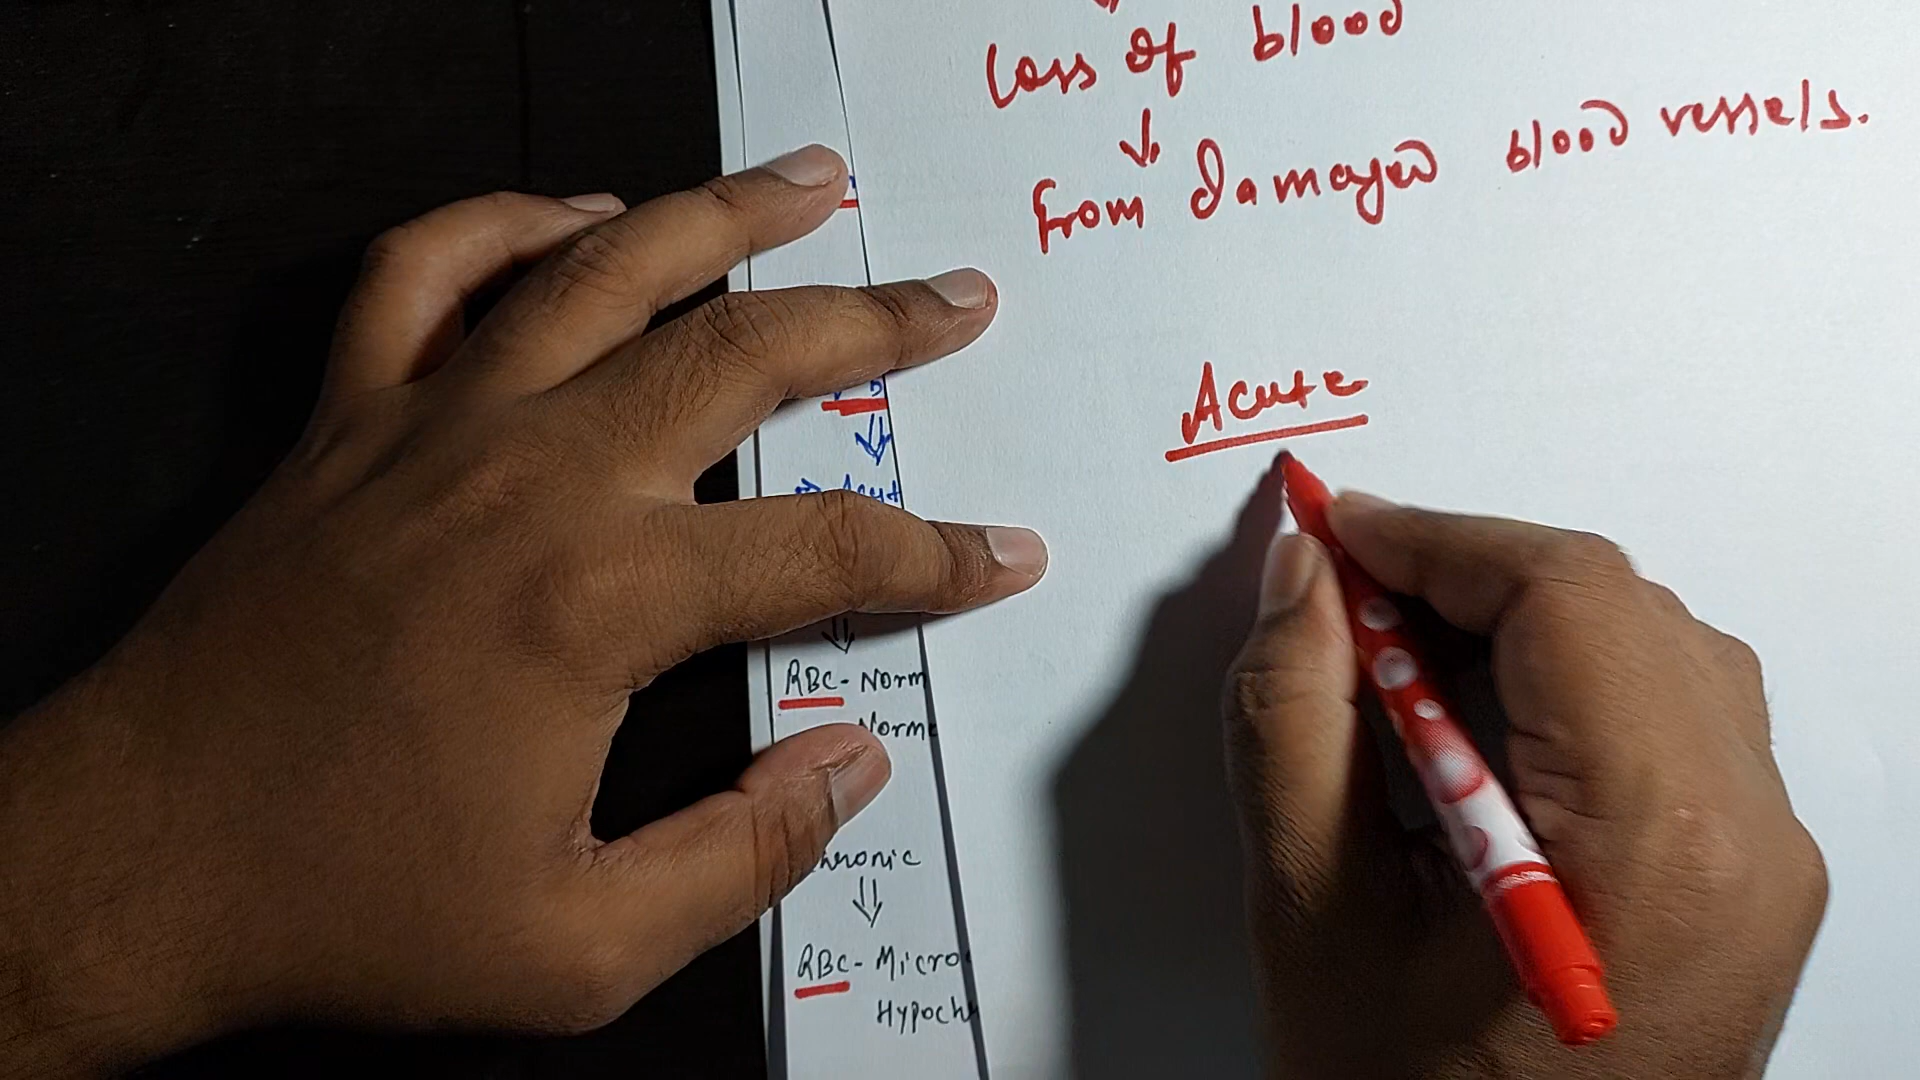 Loss of blood
↓
From damaged blood vessels.
Acute
⇓
⇓
RBC- Norm
Norm
hronic
⇓
RBC- Micro
Hypoch